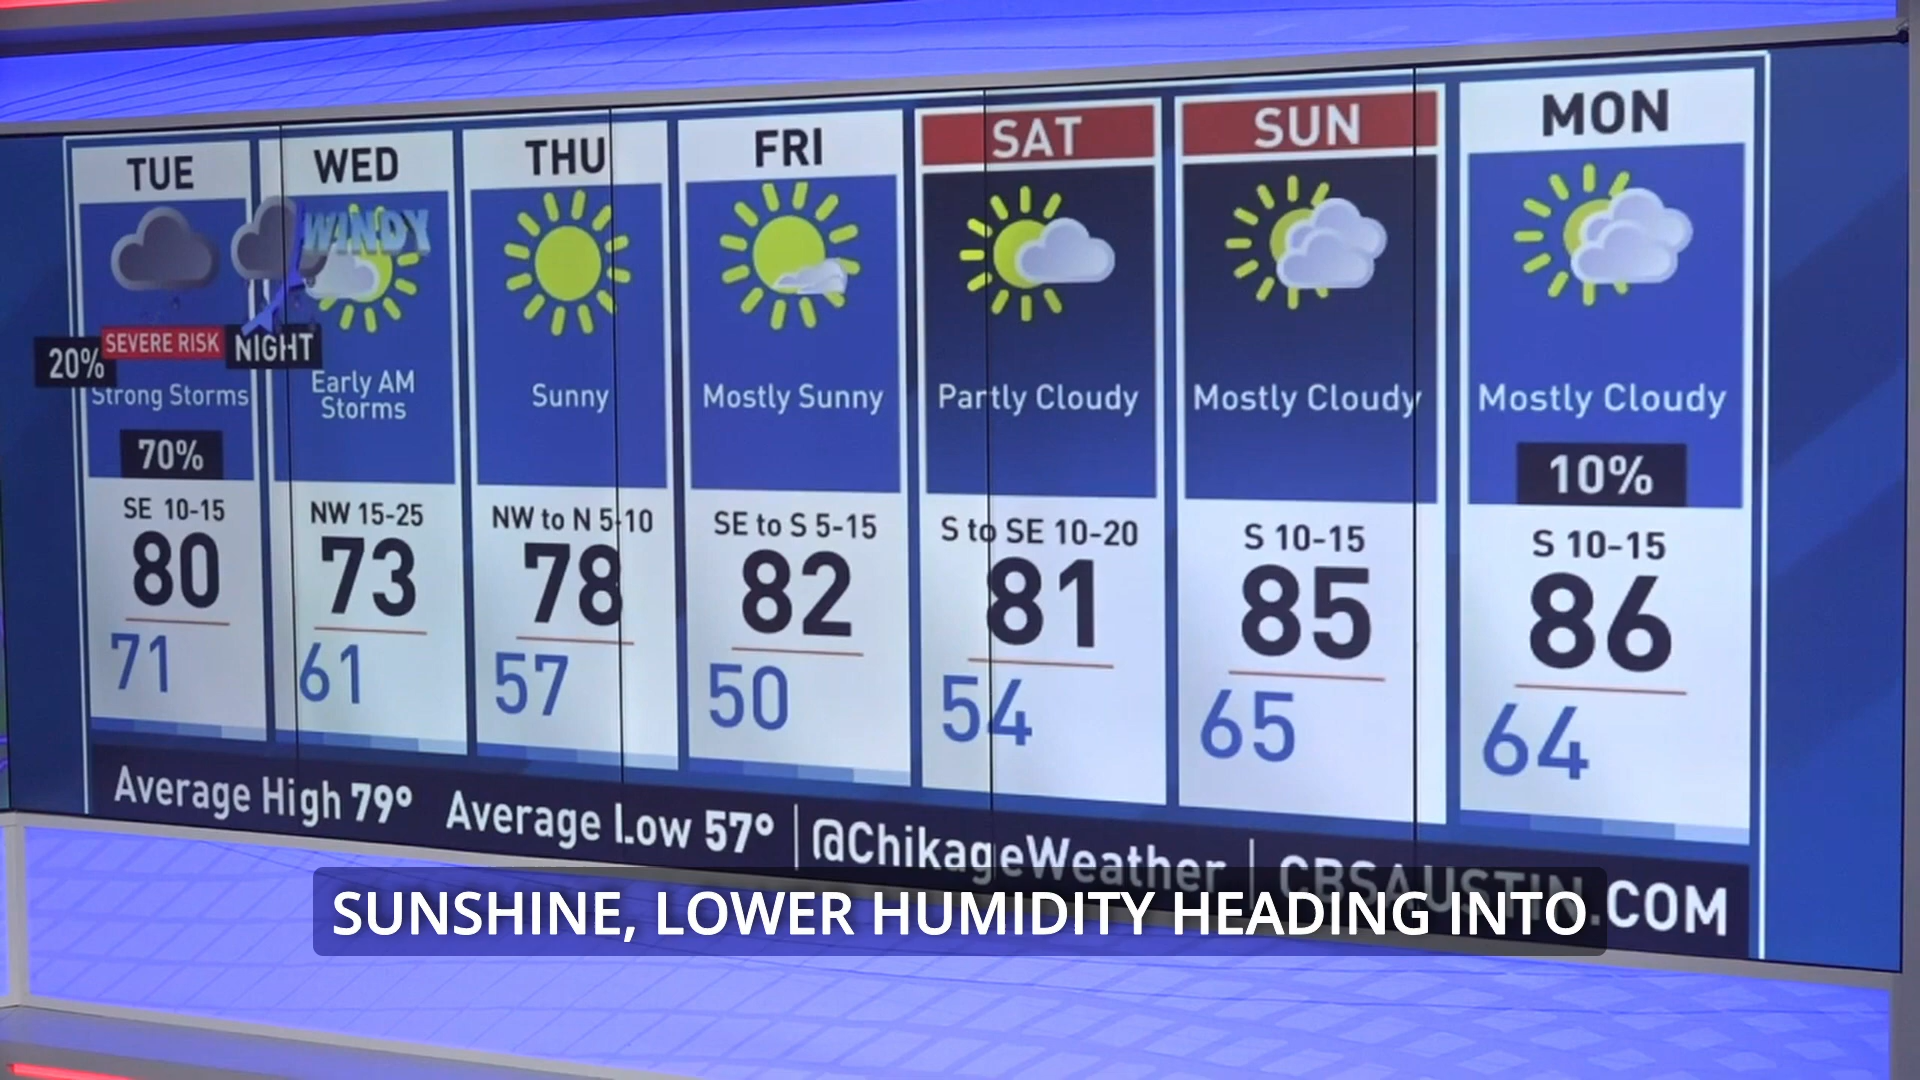 TUE
WED
THU
FRI
SAT
SUN
MON
WINDY
20%
SEVERE RISK
NIGHT
Strong Storms
70%
Early AM
Storms
Sunny
Mostly Sunny
Partly Cloudy
Mostly Cloudy
Mostly Cloudy
10%
SE 10-15
80
71
NW 15-25
73
61
NW to N 5-10
78
57
SE to S 5-15
82
50
S to SE 10-20
81
54
S 10-15
85
65
S 10-15
86
64
Average High 79° Average Low 57° | @ChikageWeather | CBSAUSTIN.COM
SUNSHINE, LOWER HUMIDITY HEADING INTO